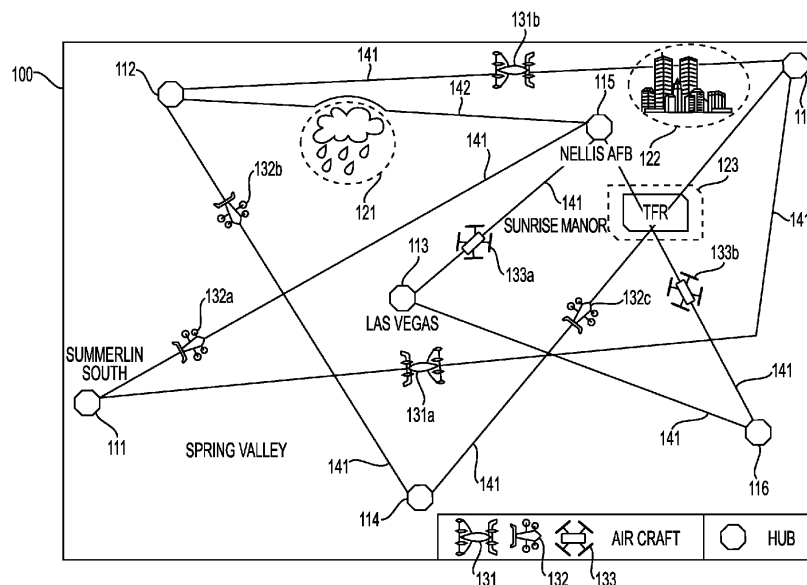 131b
100
112
141
142
115
11
NELLIS AFB
122
123
132b
121
141
141
SUNRISE MANOR
TFR
141
113
133a
133b
132a
LAS VEGAS
132c
SUMMERLIN
SOUTH
131a
141
111
SPRING VALLEY
141
141
141
116
114
AIR CRAFT
HUB
131
132
133